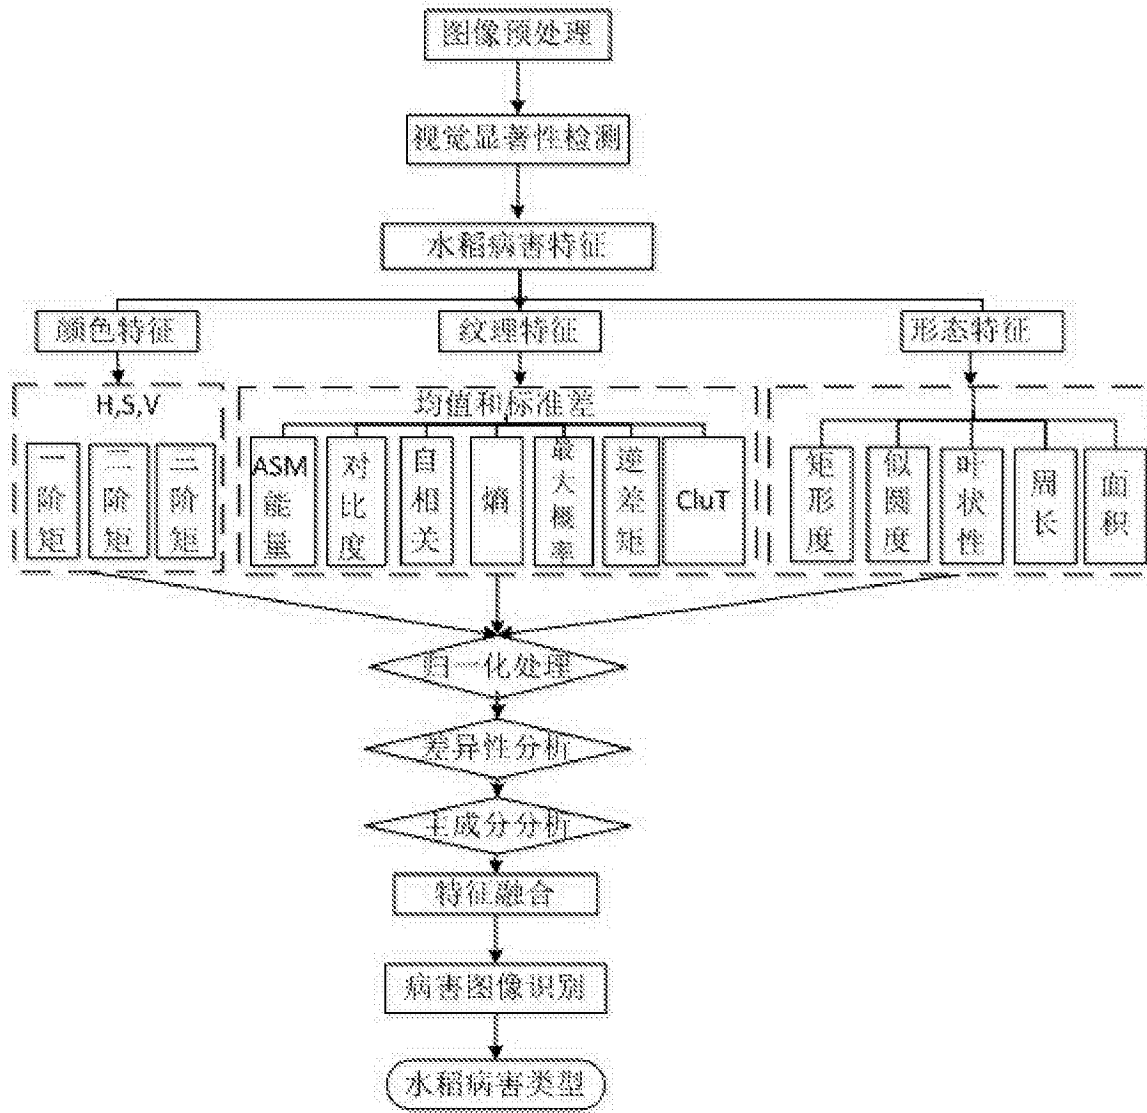 图像预处理
视觉显著性检测
水稻病害特征
颜色特征
纹理特征
形态特征
H,S,V
一阶矩
二阶矩
三阶矩
均值和标准差
ASM能量
对比度
自相关
熵
最大概率
逆差矩
CluT
矩形度
似圆度
叶状性
周长
面积
归一化处理
差异性分析
主成分分析
特征融合
病害图像识别
水稻病害类型